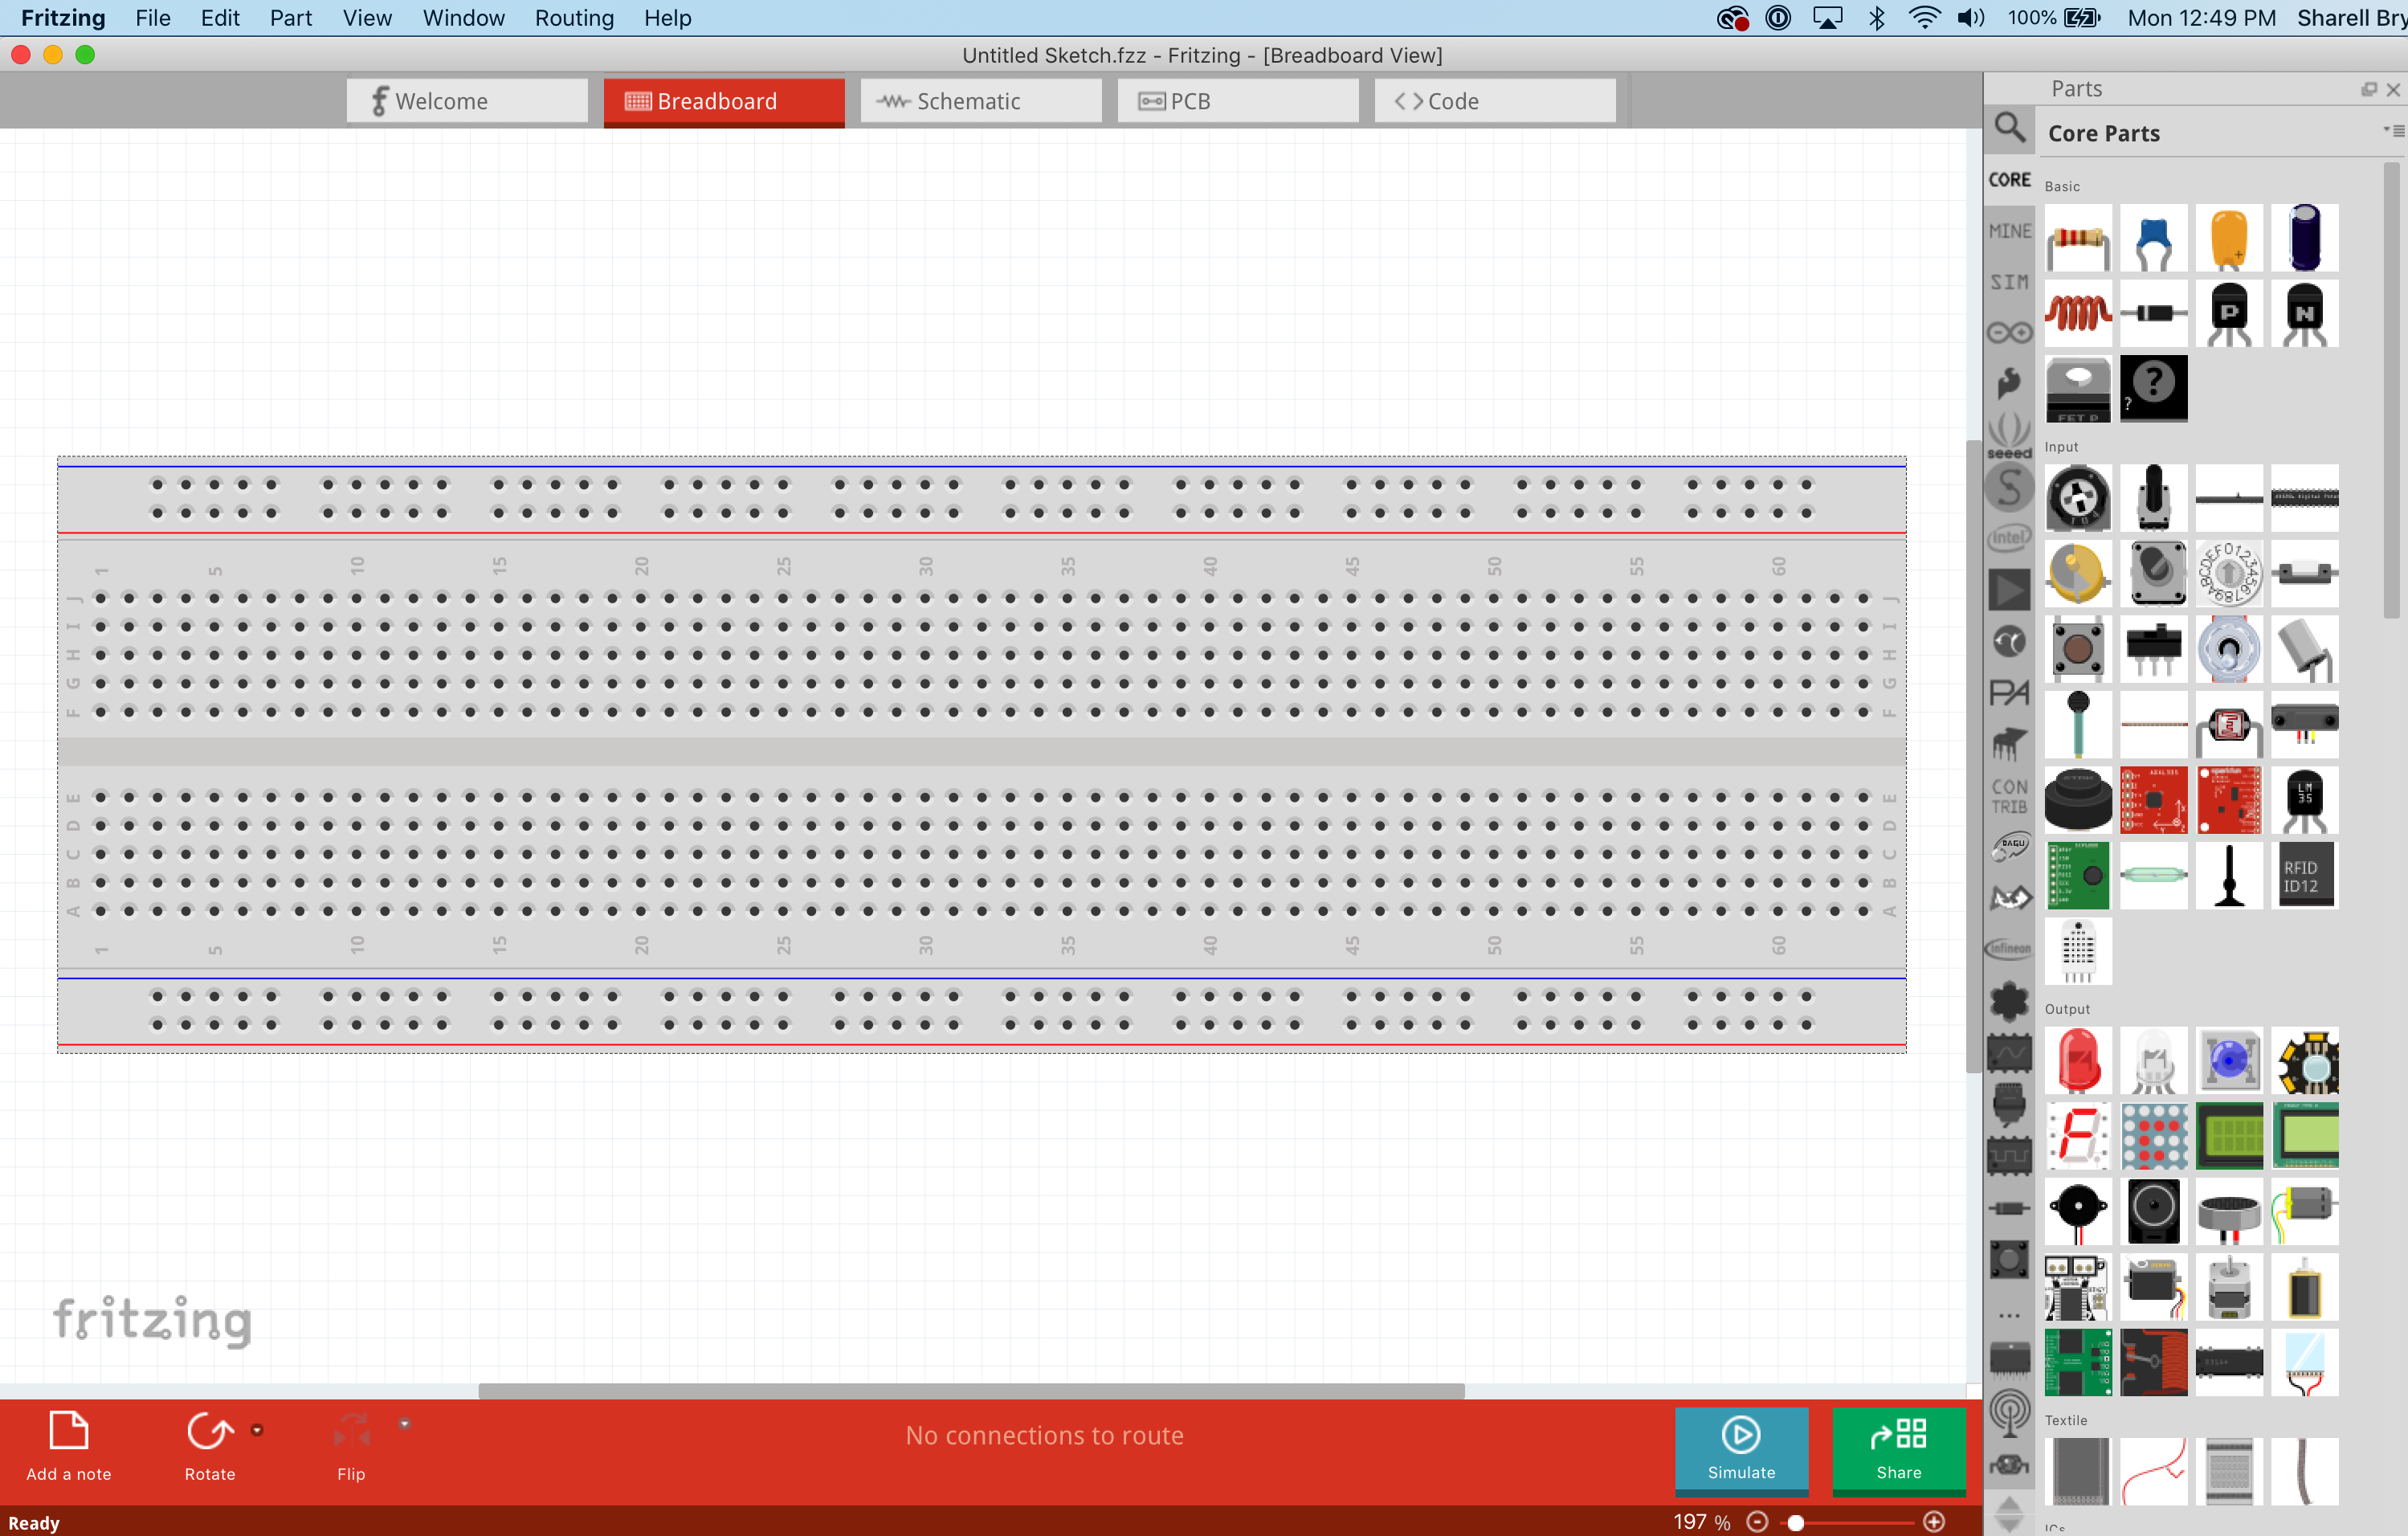 Fritzing File Edit Part View Window Routing Help 100% Mon 12:49 PM Sharell Bry
Untitled Sketch.fzz - Fritzing - [Breadboard View]
Welcome Breadboard Schematic PCB Code
Parts
Core Parts
CORE
Basic
MINE
SIM
P N
FET P
? ?
Input
seeed
S
intel
PA
CON
TRIB
DAGU
infineon
LM
35
RFID
ID12
1 5 10 15 20 25 30 35 40 45 50 55 60
J J
I I
H H
G G
F F
E E
D D
C C
B B
A A
1 5 10 15 20 25 30 35 40 45 50 55 60
Output
Textile
ICs
fritzing
No connections to route
Add a note Rotate Flip Simulate Share
Ready 197 %